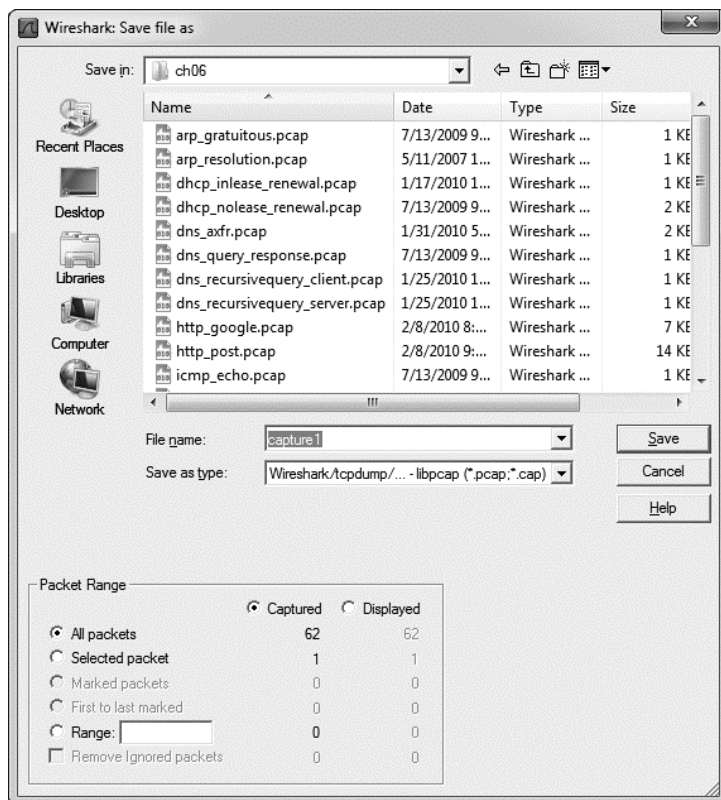 Wireshark: Save file as
Save in: ch06
Recent Places
Desktop
Libraries
Computer
Network
Name Date Type Size
arp_gratuitous.pcap 7/13/2009 9... Wireshark ... 1 KB
arp_resolution.pcap 5/11/2007 1... Wireshark ... 1 KB
dhcp_inlease_renewal.pcap 1/17/2010 1... Wireshark ... 1 KB
dhcp_nolease_renewal.pcap 7/13/2009 9... Wireshark ... 2 KB
dns_axfr.pcap 1/31/2010 5... Wireshark ... 2 KB
dns_query_response.pcap 7/13/2009 9... Wireshark ... 1 KB
dns_recursivequery_client.pcap 1/25/2010 1... Wireshark ... 1 KB
dns_recursivequery_server.pcap 1/25/2010 1... Wireshark ... 1 KB
http_google.pcap 2/8/2010 8:... Wireshark ... 7 KB
http_post.pcap 2/8/2010 9:... Wireshark ... 14 KB
icmp_echo.pcap 7/13/2009 9... Wireshark ... 1 KB
File name: capture1 Save
Save as type: Wireshark/tcpdump/... - libpcap (*.pcap;*.cap) Cancel
Help
Packet Range
Captured Displayed
All packets 62 62
Selected packet 1 1
Marked packets 0 0
First to last marked 0 0
Range: 0 0
Remove Ignored packets 0 0